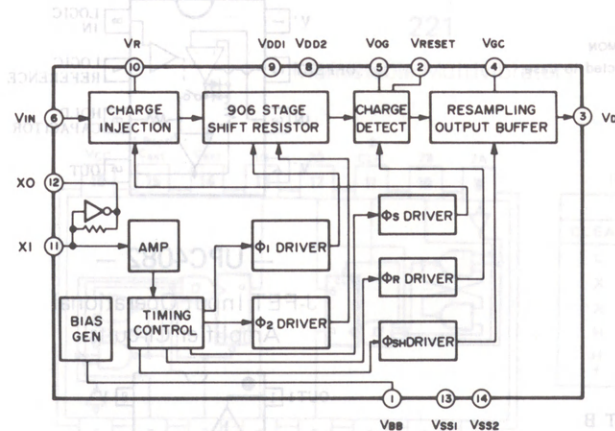 VR
VDD1 VDD2
VOG VRESET
VGC
10
9
8
5
2
4
VIN
6
CHARGE
INJECTION
906 STAGE
SHIFT RESISTOR
CHARGE
DETECT
RESAMPLING
OUTPUT BUFFER
3
XO
12
XI
11
AMP
Φ1 DRIVER
ΦS DRIVER
ΦR DRIVER
BIAS
GEN
TIMING
CONTROL
Φ2 DRIVER
ΦSH DRIVER
1
13
14
VBB
VSS1
VSS2